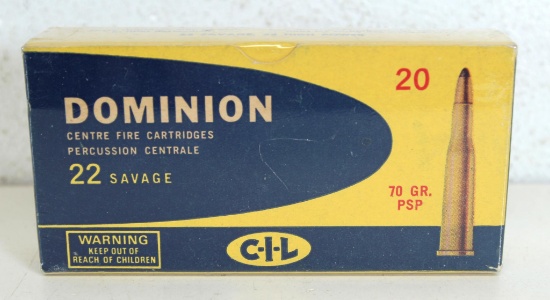 DOMINION
CENTRE FIRE CARTRIDGES
PERCUSSION CENTRALE
22 SAVAGE
20
70 GR.
PSP
WARNING
KEEP OUT OF
REACH OF CHILDREN
C-I-L